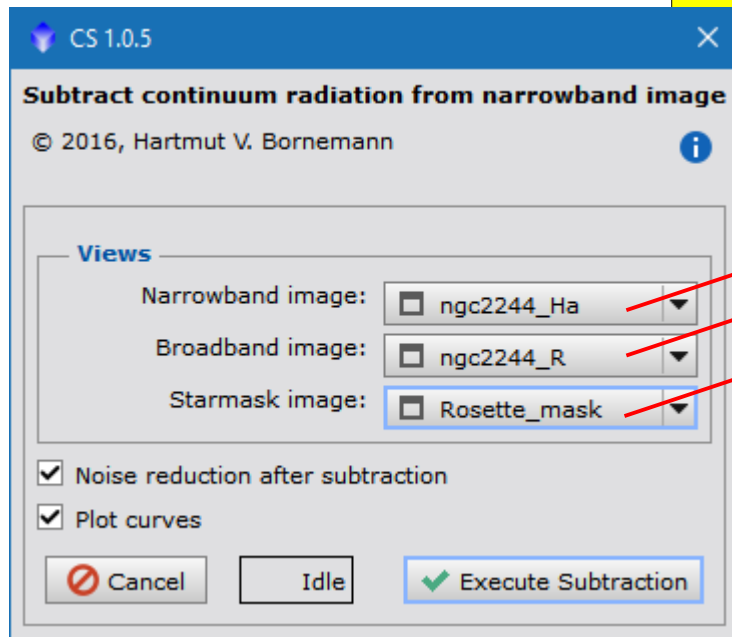 CS 1.0.5
Subtract continuum radiation from narrowband image
© 2016, Hartmut V. Bornemann
Views
Narrowband image: ngc2244_Ha
Broadband image: ngc2244_R
Starmask image: Rosette_mask
Noise reduction after subtraction
Plot curves
Cancel Idle Execute Subtraction